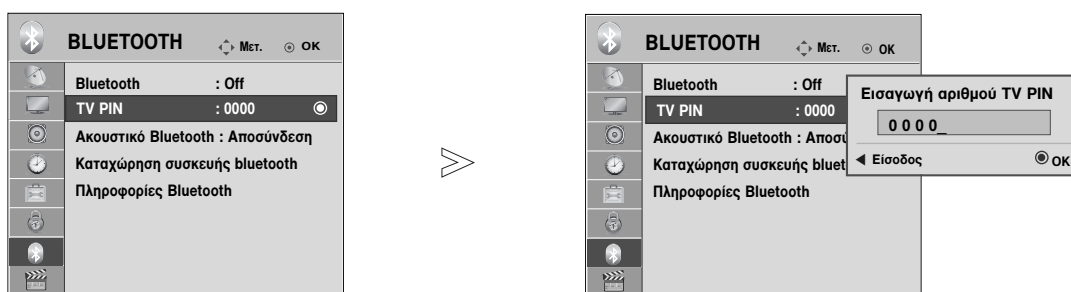 BLUETOOTH Μετ. OK
Bluetooth : Off
TV PIN : 0000
Ακουστικό Bluetooth : Αποσύνδεση
Καταχώρηση συσκευής bluetooth
Πληροφορίες Bluetooth
BLUETOOTH Μετ. OK
Bluetooth : Off
TV PIN : 0000
Ακουστικό Bluetooth : Αποσύ
Καταχώρηση συσκευής bluet
Πληροφορίες Bluetooth
Εισαγωγή αριθμού TV PIN
0 0 0 0_
◀ Είσοδος OK